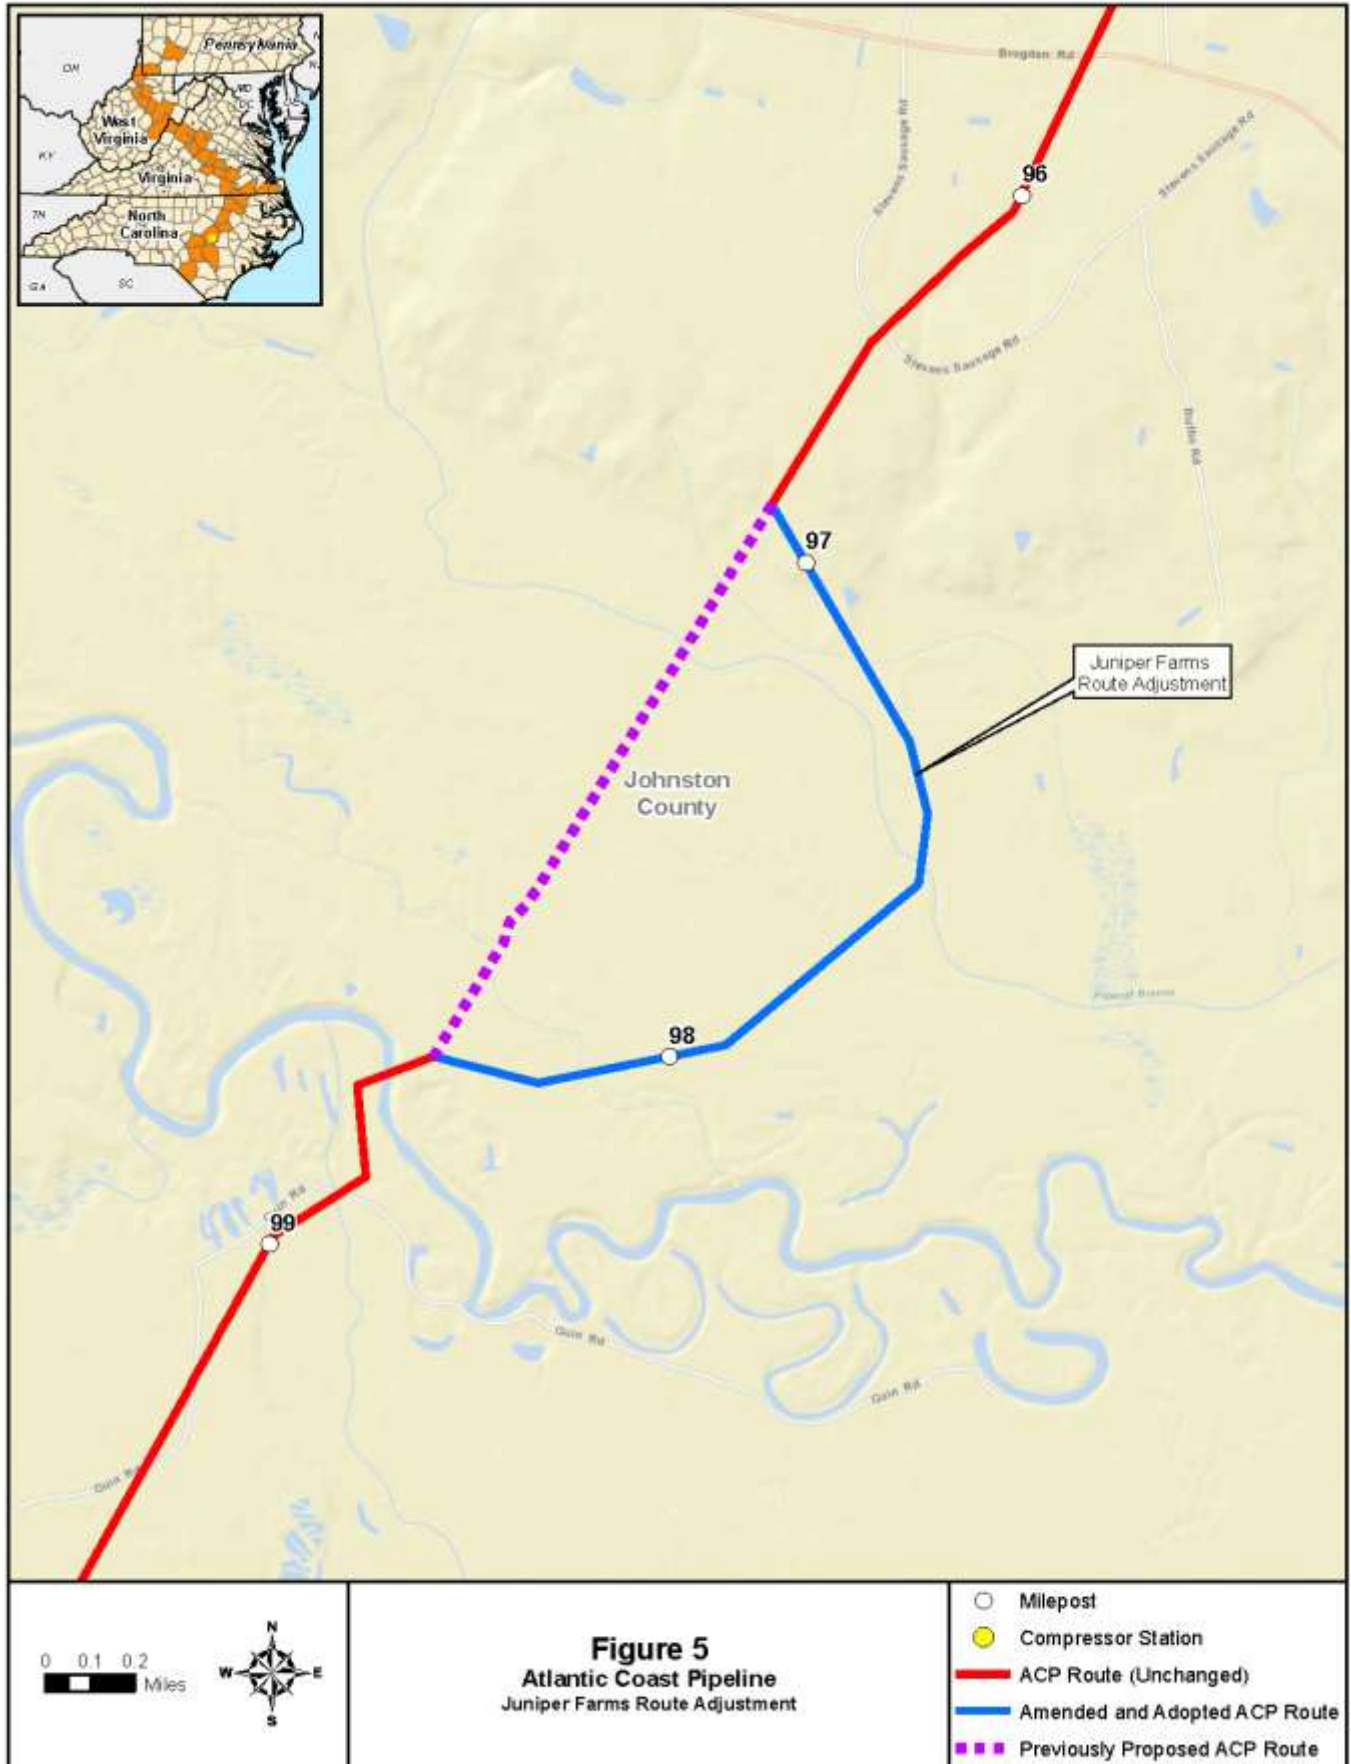 Pennsylvania
OH
MD
DC
West
Virginia
KY
Virginia
TN
North
Carolina
GA
SC
Brogden Rd
Stevens Sausage Rd
Stevens Sausage Rd
96
Stevens Sausage Rd
97
Juniper Farms
Route Adjustment
Johnston
County
98
99
Guin Rd
Guin Rd
Guin Rd
0 0.1 0.2
Miles
N
W E
S
Figure 5
Atlantic Coast Pipeline
Juniper Farms Route Adjustment
Milepost
Compressor Station
ACP Route (Unchanged)
Amended and Adopted ACP Route
Previously Proposed ACP Route